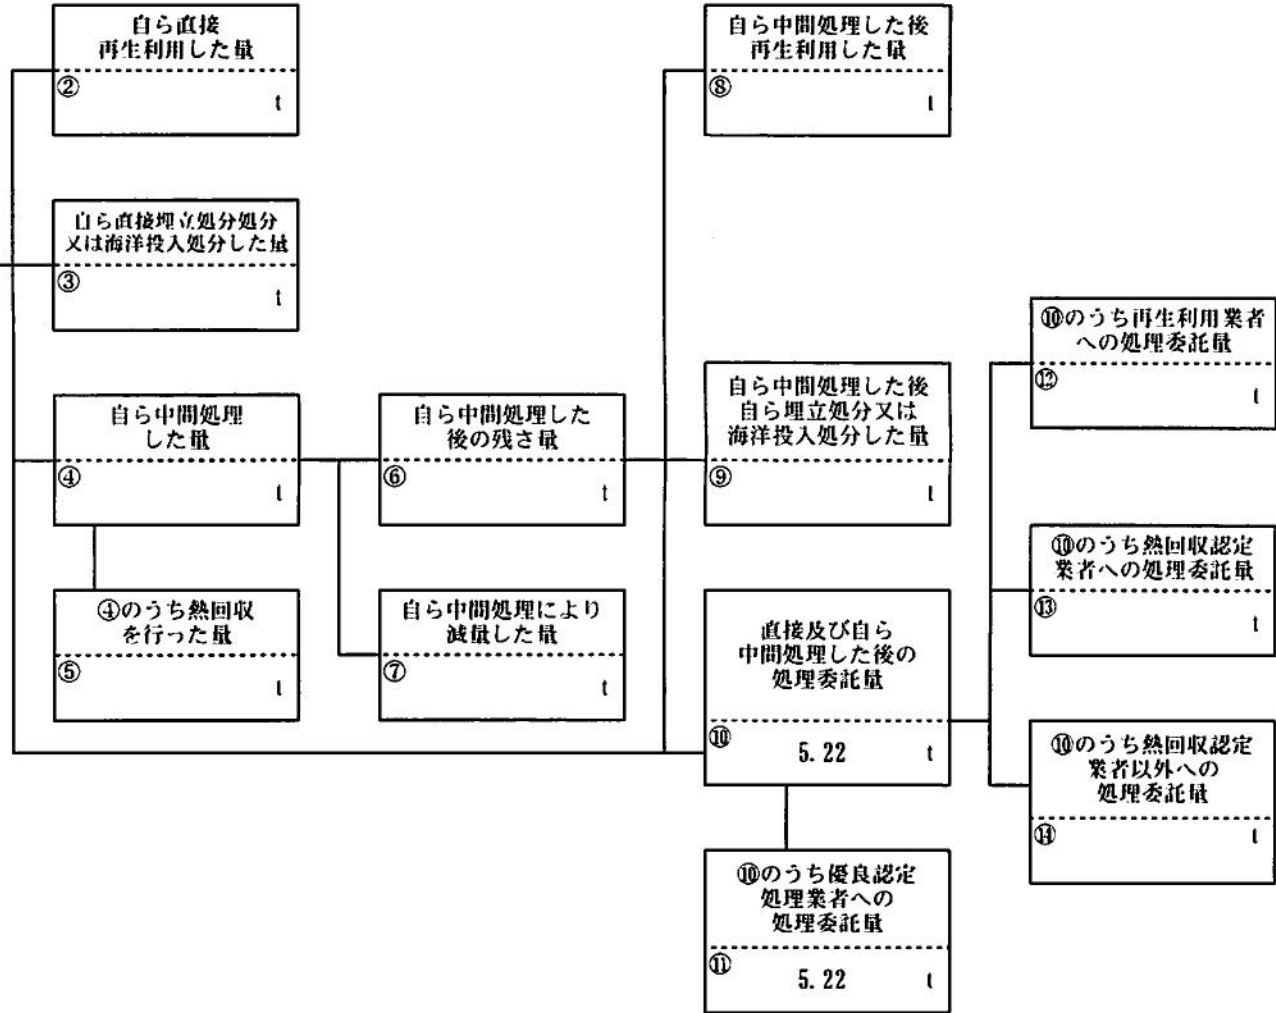 自ら直接
再生利用した量
②
t
自ら直接埋立処分処分
又は海洋投入処分した量
③
t
自ら中間処理
した量
④
t
④のうち熱回収
を行った量
⑤
t
自ら中間処理した
後の残さ量
⑥
t
自ら中間処理により
減量した量
⑦
t
自ら中間処理した後
再生利用した量
⑧
t
自ら中間処理した後
自ら埋立処分又は
海洋投入処分した量
⑨
t
直接及び自ら
中間処理した後の
処理委託量
⑩ 5.22 t
⑩のうち優良認定
処理業者への
処理委託量
⑪ 5.22 t
⑩のうち再生利用業者
への処理委託量
⑫
t
⑩のうち熱回収認定
業者への処理委託量
⑬
t
⑩のうち熱回収認定
業者以外への
処理委託量
⑭ t